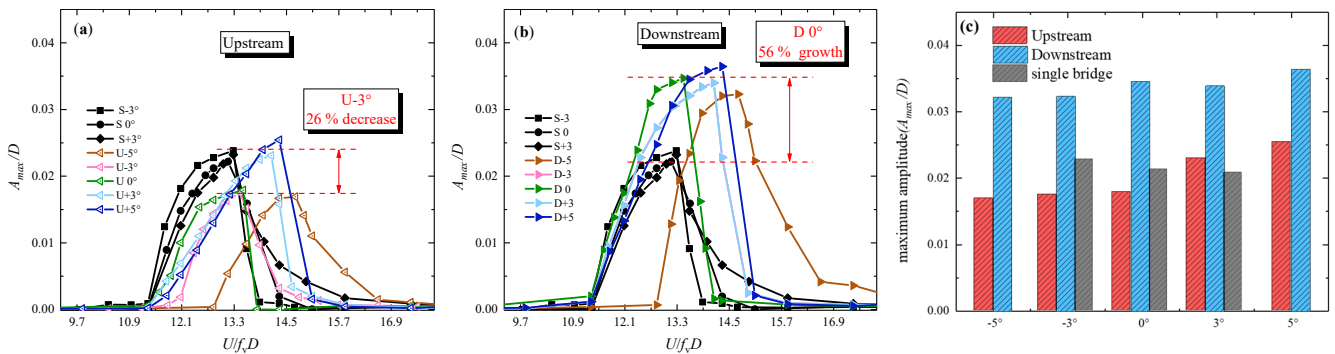 (a)
Upstream
U-3°
26 % decrease
S-3°
S 0°
S+3°
U-5°
U-3°
U 0°
U+3°
U+5°
0.04
0.03
0.02
0.01
0.00
A_max/D
9.7 10.9 12.1 13.3 14.5 15.7 16.9
U/f_vD
(b)
Downstream
D 0°
56 % growth
S-3
S 0
S+3
D-5
D-3
D 0
D+3
D+5
0.04
0.03
0.02
0.01
0.00
A_max/D
9.7 10.9 12.1 13.3 14.5 15.7 16.9
U/f_vD
(c)
Upstream
Downstream
single bridge
0.04
0.03
0.02
0.01
0.00
maximum amplitude(A_max/D)
-5° -3° 0° 3° 5°